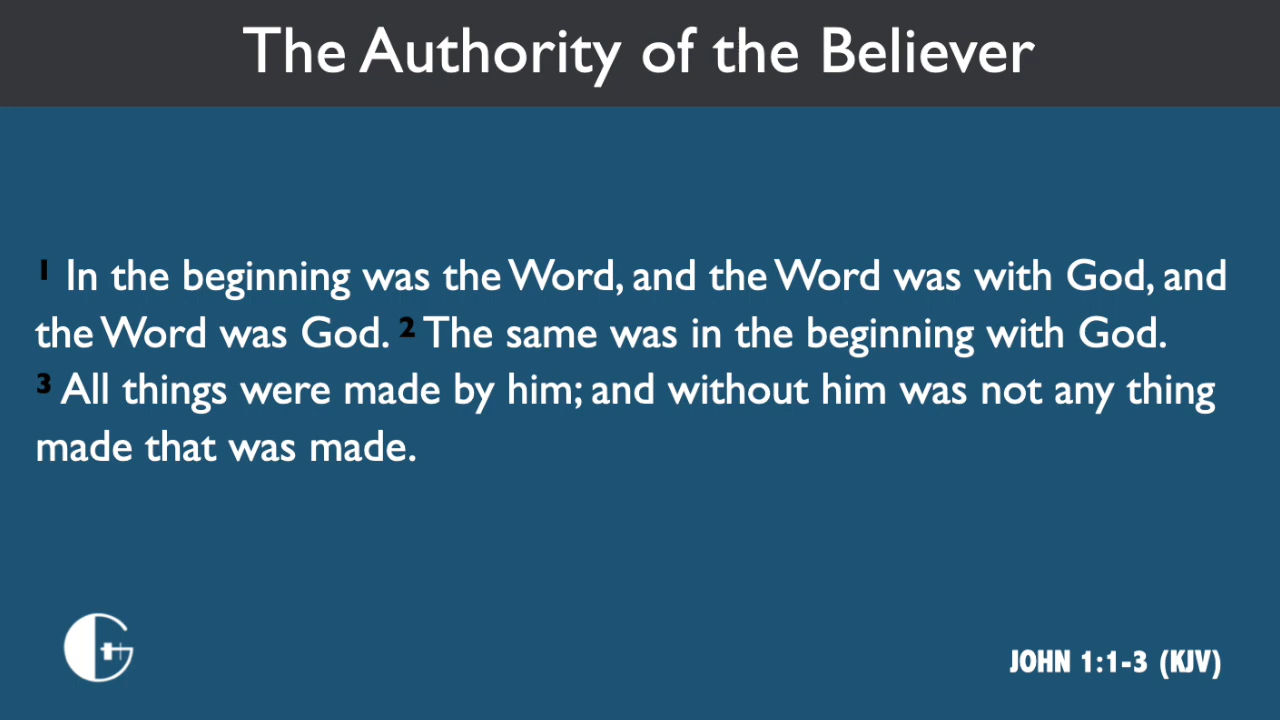 The Authority of the Believer
1 In the beginning was the Word, and the Word was with God, and
the Word was God. 2 The same was in the beginning with God.
3 All things were made by him; and without him was not any thing
made that was made.
JOHN 1:1-3 (KJV)